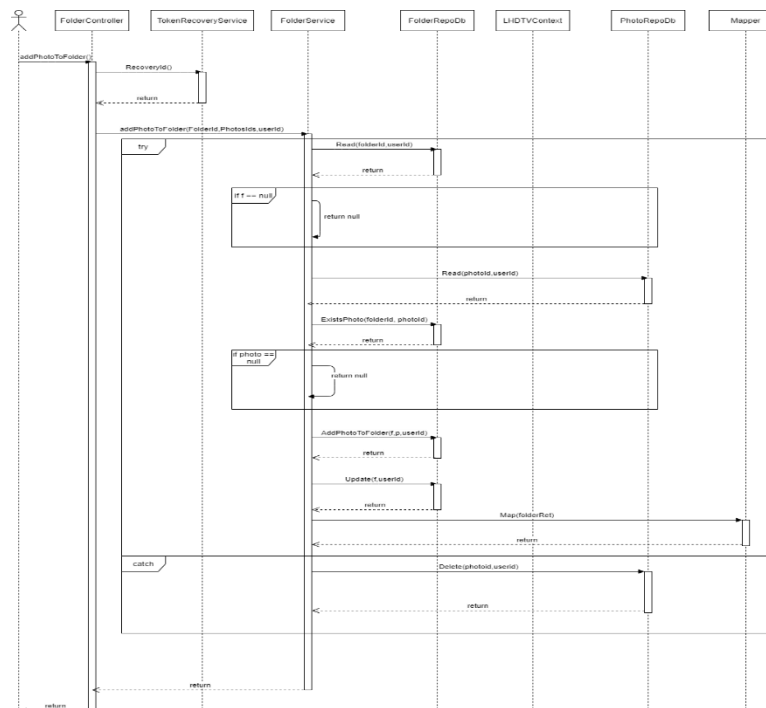 FolderController
TokenRecoveryService
FolderService
FolderRepoDb
LHDTVContext
PhotoRepoDb
Mapper
addPhotoToFolder()
RecoveryId()
return
addPhotoToFolder(FolderId,PhotosIds,userId)
try
Read(folderId,userId)
return
if f == null
return null
Read(photoId,userId)
return
ExistsPhoto(folderId, photoId)
return
if photo ==
null
return null
AddPhotoToFolder(f,p,userId)
return
Update(f,userId)
return
Map(folderRet)
return
catch
Delete(photoid,userId)
return
return
return